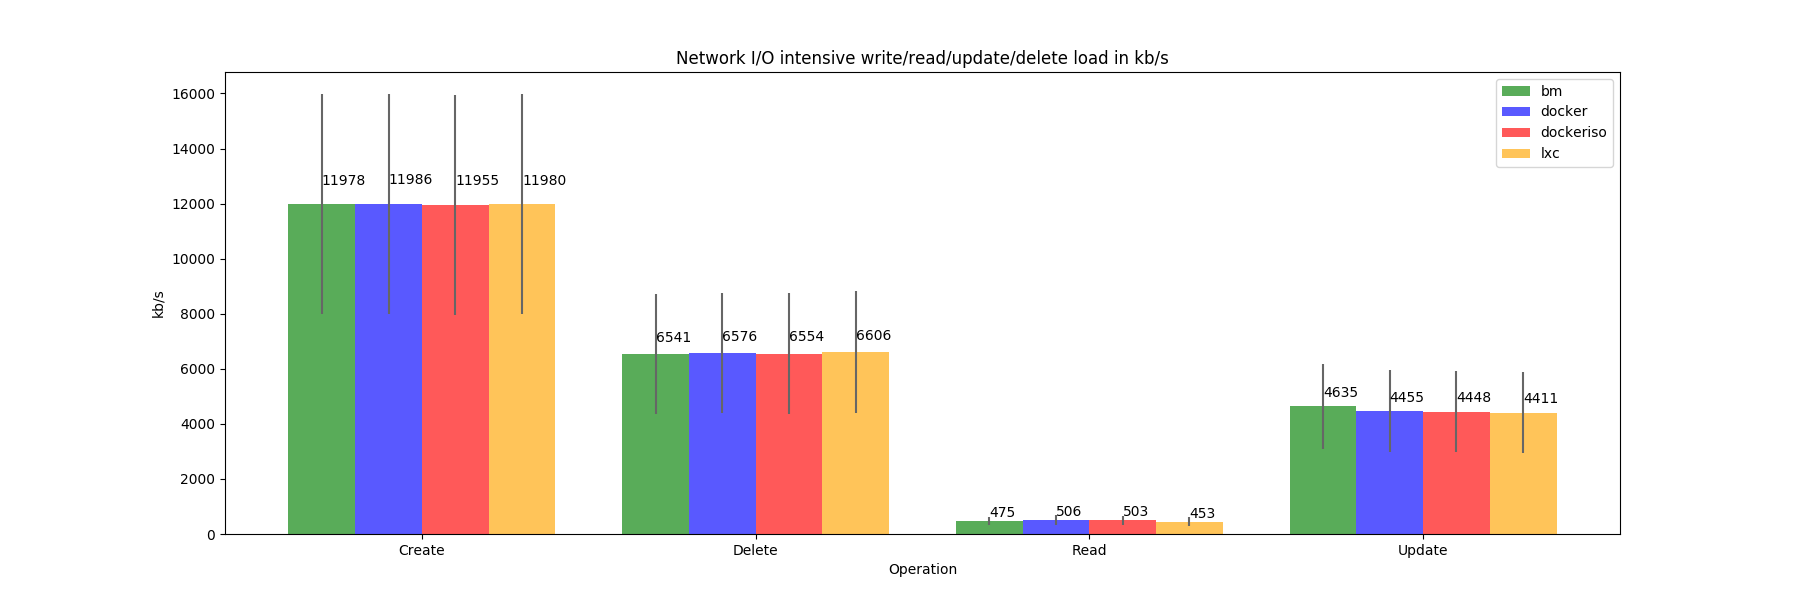 Network I/O intensive write/read/update/delete load in kb/s
bm
docker
dockeriso
lxc
kb/s
16000
14000
12000
10000
8000
6000
4000
2000
0
11978 11986 11955 11980
6541 6576 6554 6606
475 506 503 453
4635 4455 4448 4411
Create Delete Read Update
Operation